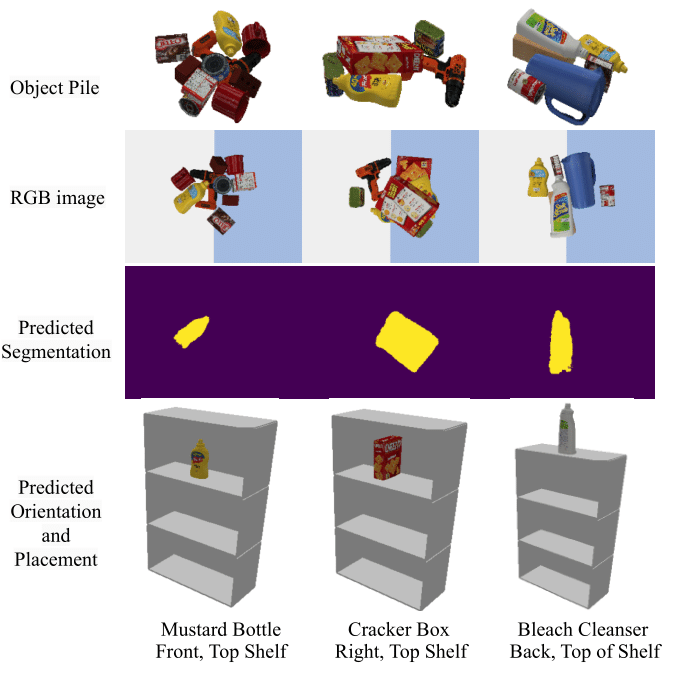 Object Pile
RGB image
Predicted
Segmentation
Predicted
Orientation
and
Placement
Mustard Bottle
Front, Top Shelf
Cracker Box
Right, Top Shelf
Bleach Cleanser
Back, Top of Shelf